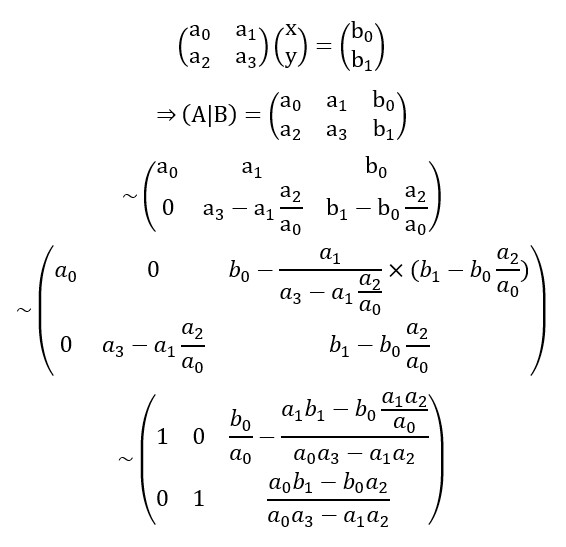 (a₀ a₁
a₂ a₃)(x
y) = (b₀
b₁)
⇒ (A|B) = (a₀ a₁ b₀
a₂ a₃ b₁)
~ (a₀ a₁ b₀
0 a₃ − a₁ a₂/a₀ b₁ − b₀ a₂/a₀)
~ (a₀ 0 b₀ − a₁/(a₃ − a₁ a₂/a₀) × (b₁ − b₀ a₂/a₀)
0 a₃ − a₁ a₂/a₀ b₁ − b₀ a₂/a₀)
~ (1 0 b₀/a₀ − (a₁b₁ − b₀ a₁a₂/a₀)/(a₀a₃ − a₁a₂)
0 1 (a₀b₁ − b₀a₂)/(a₀a₃ − a₁a₂))